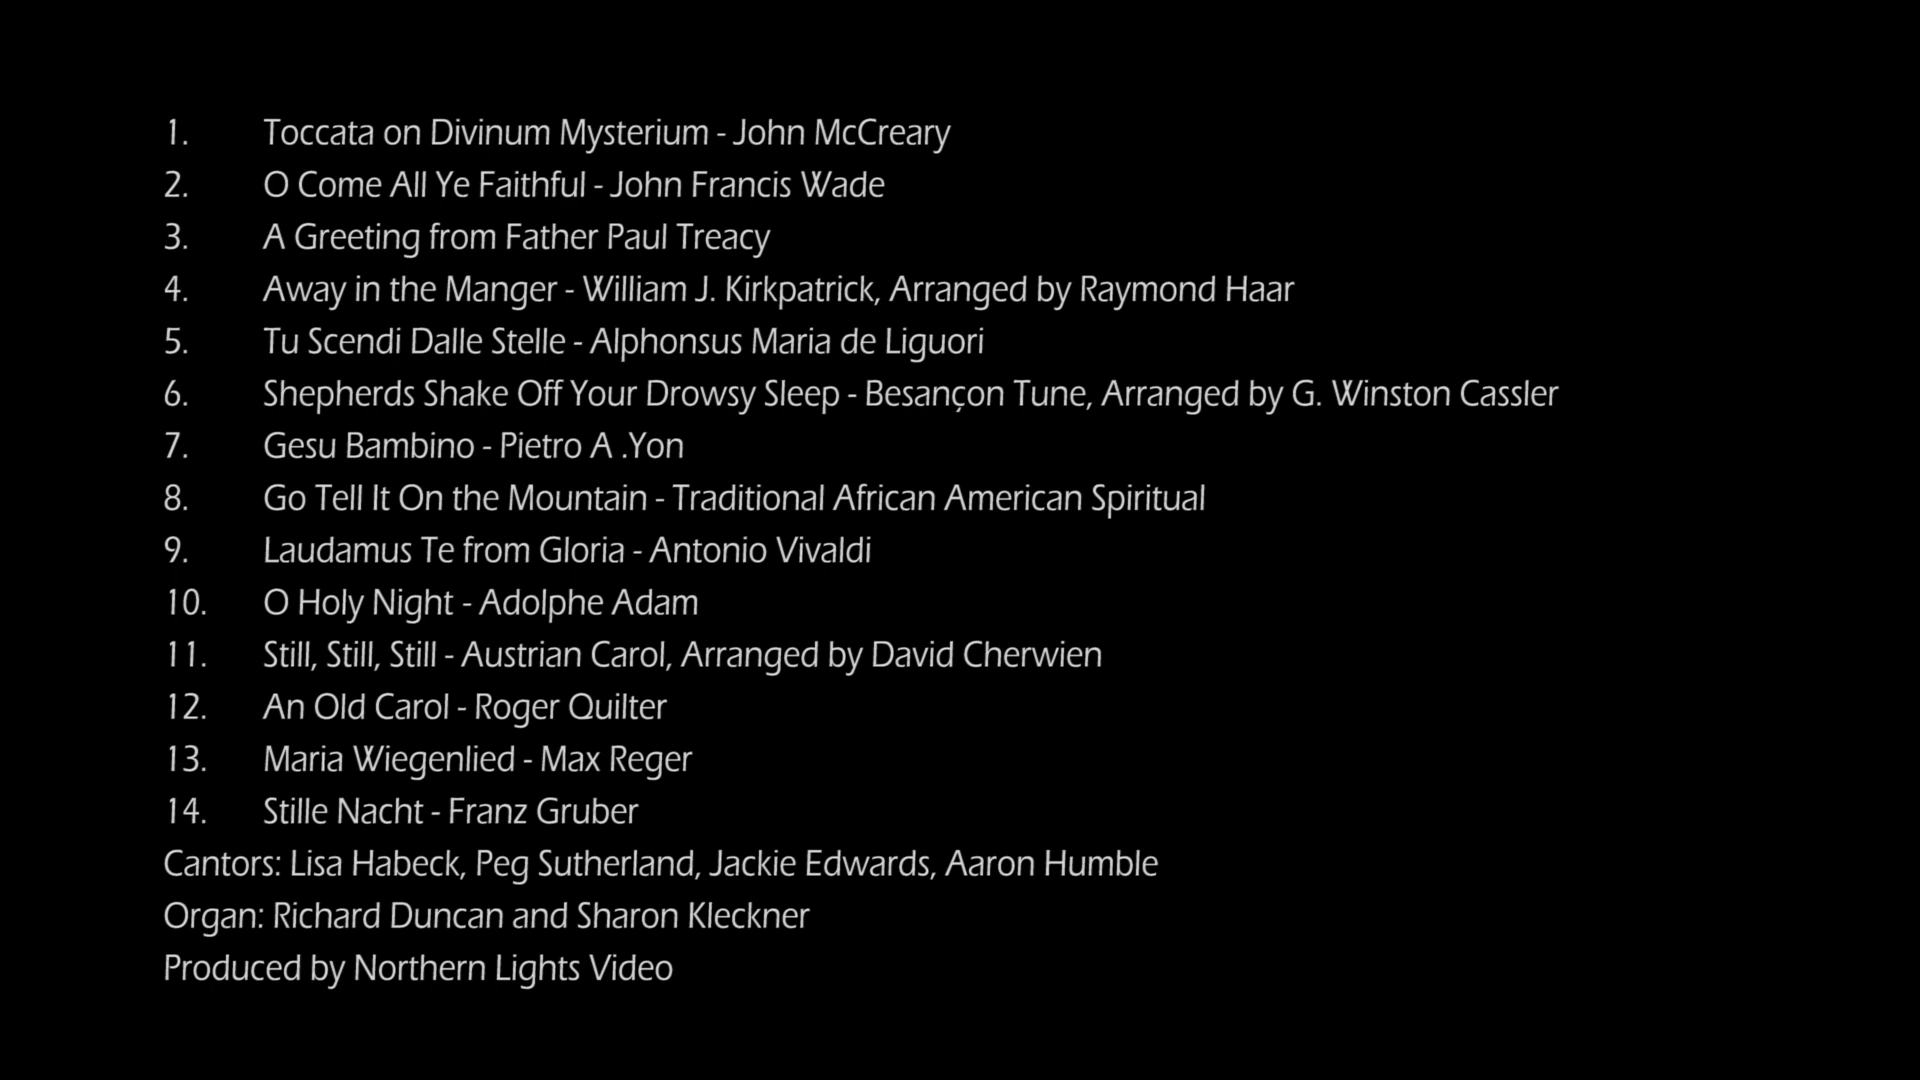 1. Toccata on Divinum Mysterium - John McCreary
2. O Come All Ye Faithful - John Francis Wade
3. A Greeting from Father Paul Treacy
4. Away in the Manger - William J. Kirkpatrick, Arranged by Raymond Haar
5. Tu Scendi Dalle Stelle - Alphonsus Maria de Liguori
6. Shepherds Shake Off Your Drowsy Sleep - Besançon Tune, Arranged by G. Winston Cassler
7. Gesu Bambino - Pietro A .Yon
8. Go Tell It On the Mountain - Traditional African American Spiritual
9. Laudamus Te from Gloria - Antonio Vivaldi
10. O Holy Night - Adolphe Adam
11. Still, Still, Still - Austrian Carol, Arranged by David Cherwien
12. An Old Carol - Roger Quilter
13. Maria Wiegenlied - Max Reger
14. Stille Nacht - Franz Gruber
Cantors: Lisa Habeck, Peg Sutherland, Jackie Edwards, Aaron Humble
Organ: Richard Duncan and Sharon Kleckner
Produced by Northern Lights Video